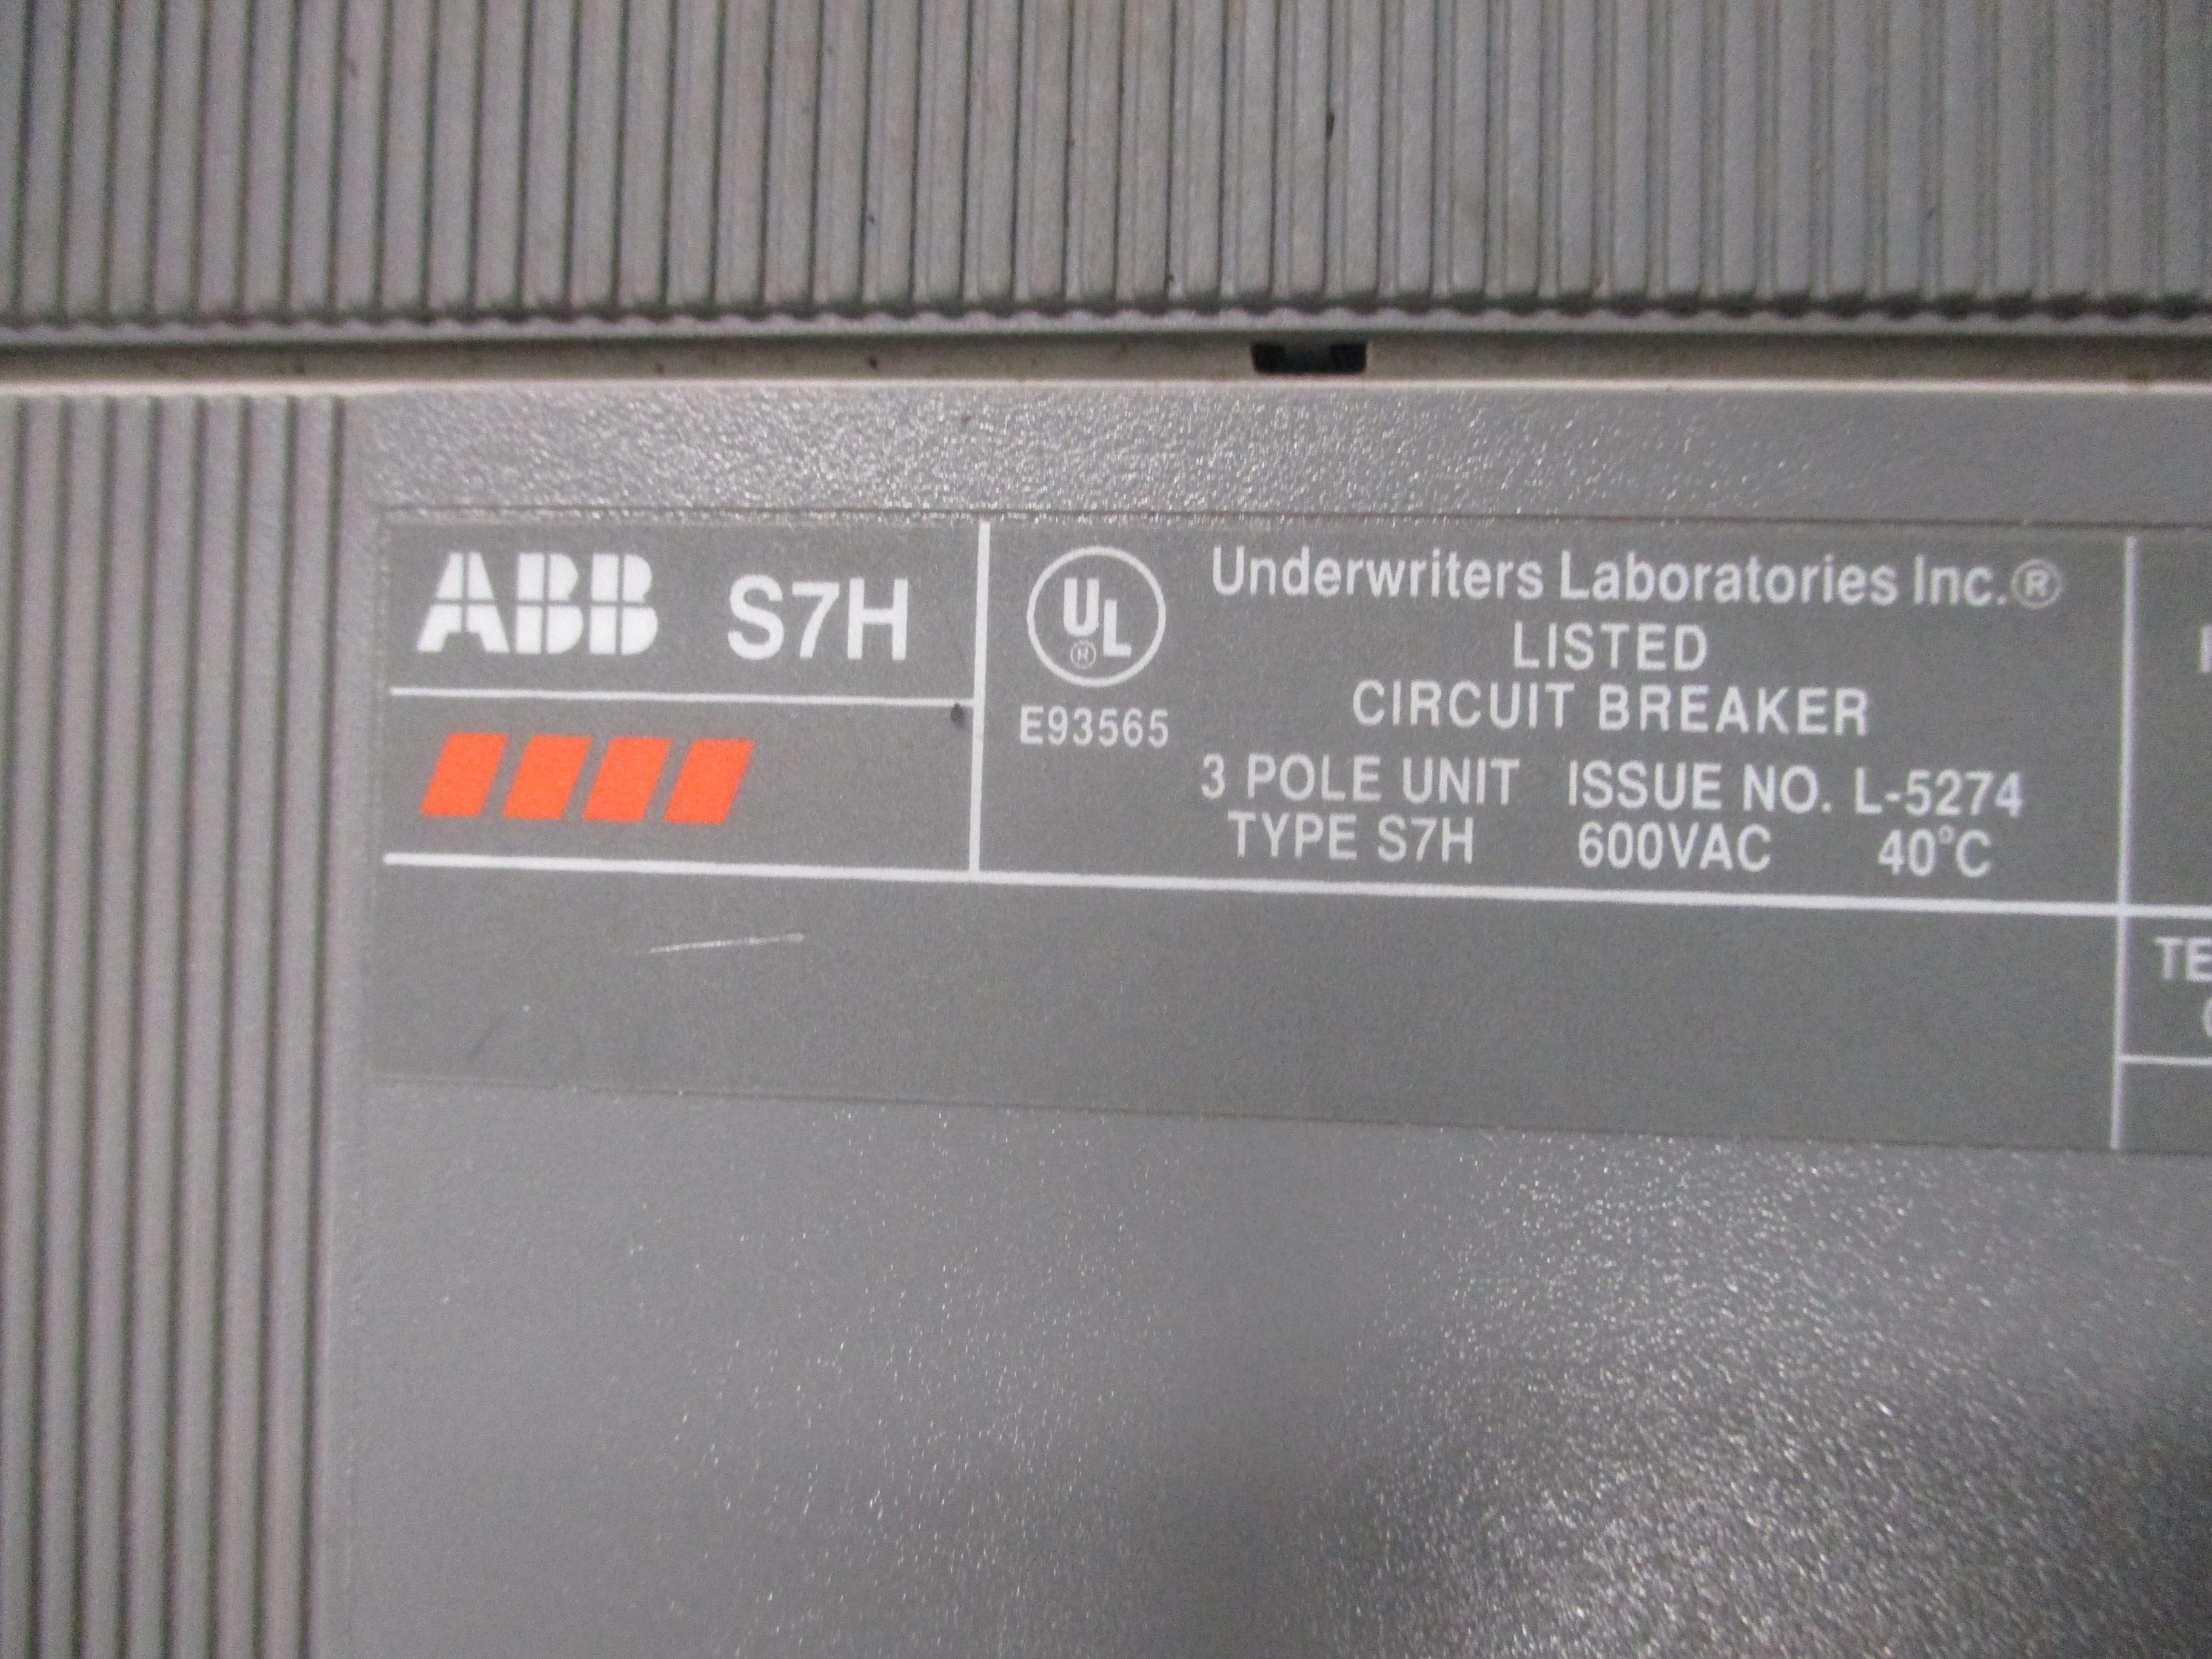 ABB S7H
UL
®
E93565
Underwriters Laboratories Inc.®
LISTED
CIRCUIT BREAKER
3 POLE UNIT ISSUE NO. L-5274
TYPE S7H 600VAC 40°C
TE